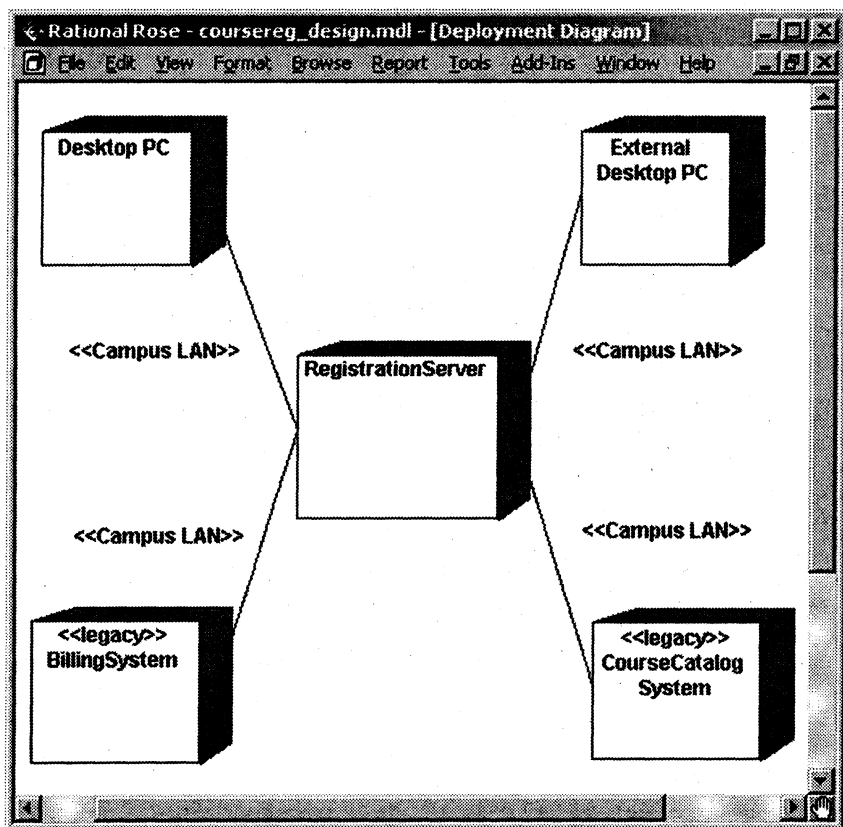 Rational Rose - coursereg_design.mdl - [Deployment Diagram]
File Edit View Format Browse Report Tools Add-Ins Window Help
Desktop PC
External
Desktop PC
<<Campus LAN>>
<<Campus LAN>>
RegistrationServer
<<Campus LAN>>
<<Campus LAN>>
<<legacy>>
BillingSystem
<<legacy>>
CourseCatalog
System